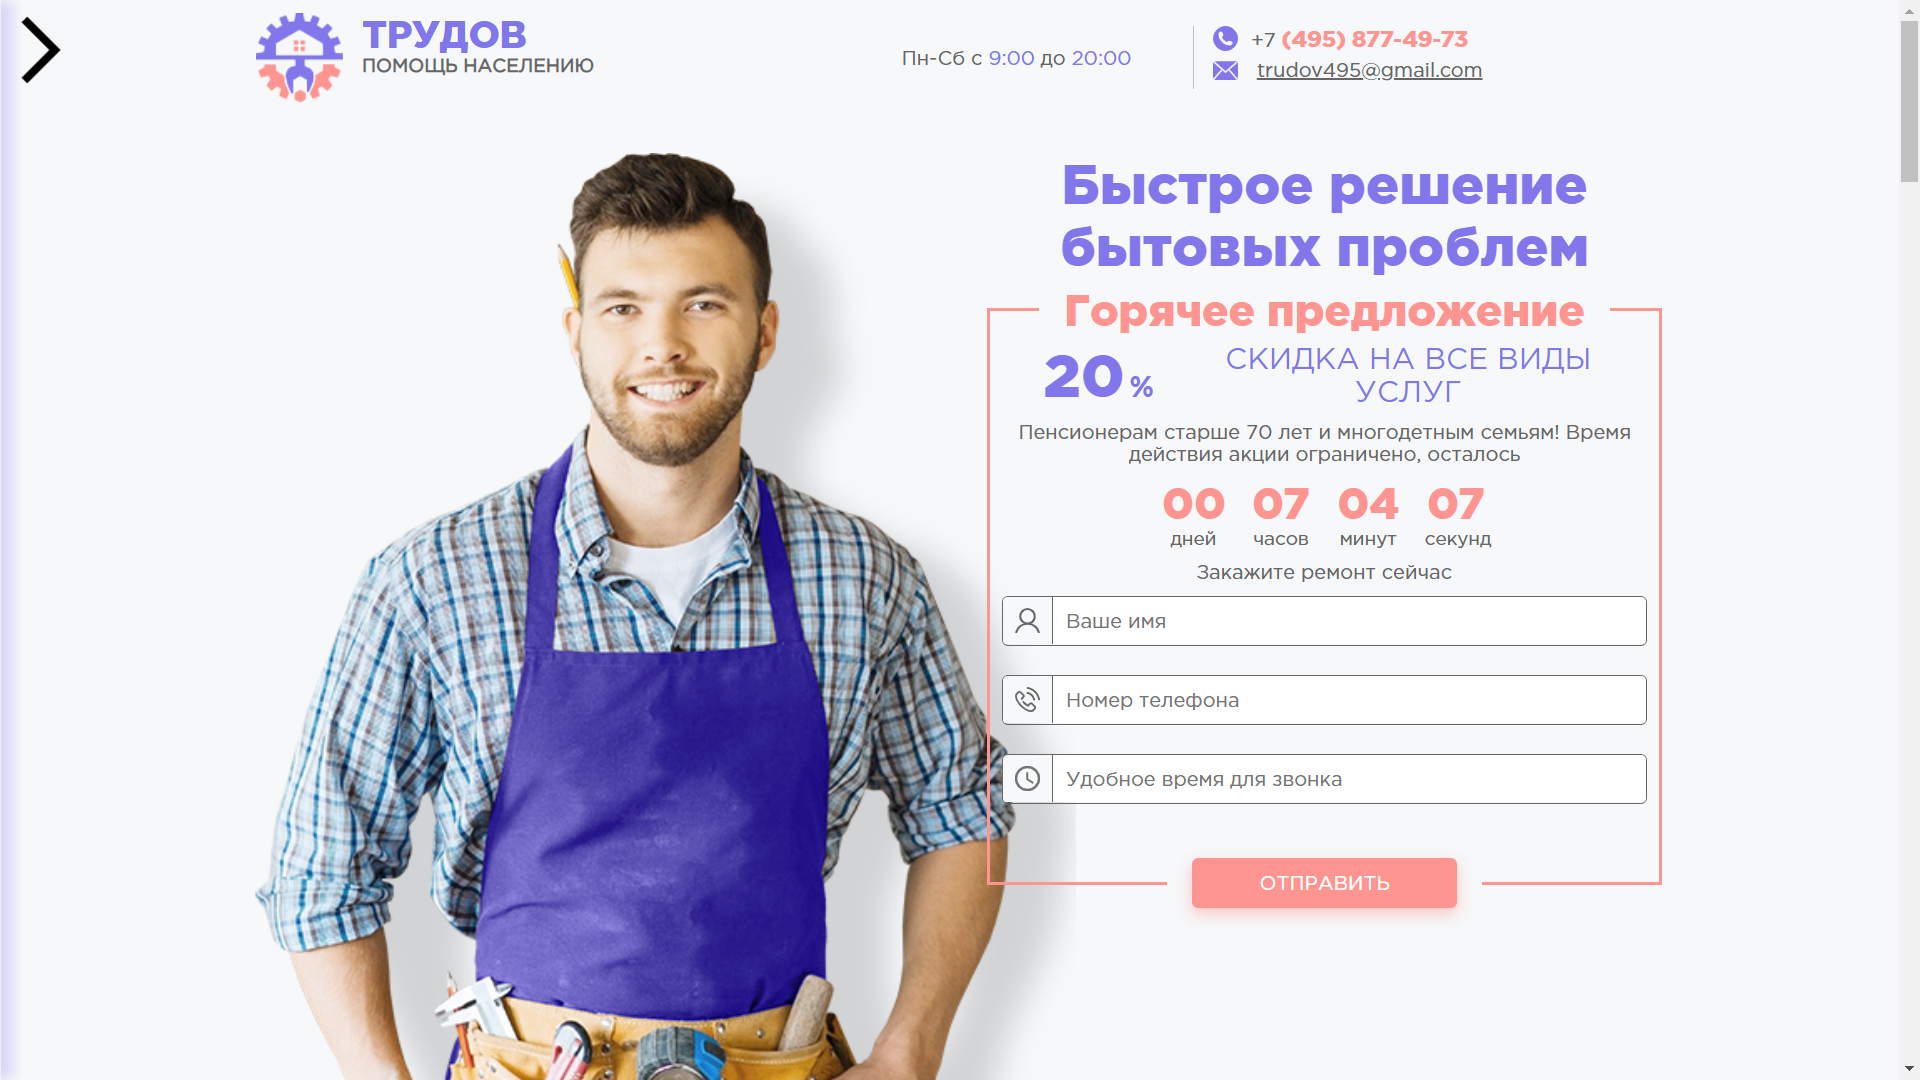 ТРУДОВ
ПОМОЩЬ НАСЕЛЕНИЮ
Пн-Сб с 9:00 до 20:00
+7 (495) 877-49-73
trudov495@gmail.com
Быстрое решение
бытовых проблем
Горячее предложение
20 %
СКИДКА НА ВСЕ ВИДЫ
УСЛУГ
Пенсионерам старше 70 лет и многодетным семьям! Время
действия акции ограничено, осталось
00 07 04 07
дней часов минут секунд
Закажите ремонт сейчас
Ваше имя
Номер телефона
Удобное время для звонка
ОТПРАВИТЬ